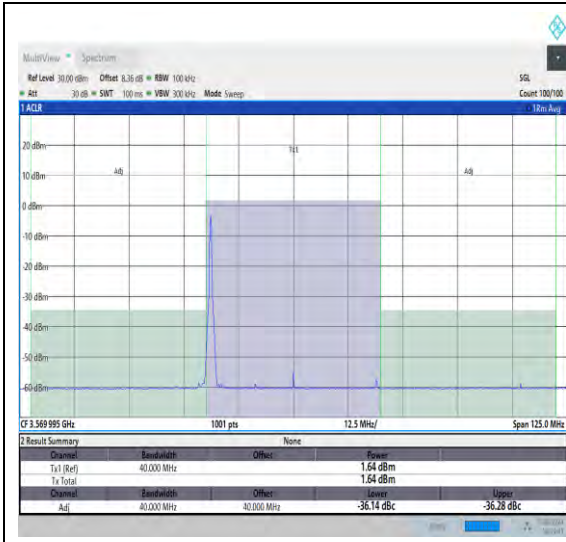 MultiView Spectrum
Ref Level 30.00 dBm Offset 8.36 dB RBW 100 kHz SGL
Att 30 dB SWT 100 ms VBW 300 kHz Mode Sweep Count 100/100
1 ACLR 1Rm Avg
20 dBm
Tx1
10 dBm Adj Adj
0 dBm
-10 dBm
-20 dBm
-30 dBm
-40 dBm
-50 dBm
-60 dBm
CF 3.569 995 GHz 1001 pts 12.5 MHz/ Span 125.0 MHz
2 Result Summary None
Channel Bandwidth Offset Power
Tx1 (Ref) 40.000 MHz 1.64 dBm
Tx Total 1.64 dBm
Channel Bandwidth Offset Lower Upper
Adj 40.000 MHz 40.000 MHz -36.14 dBc -36.28 dBc